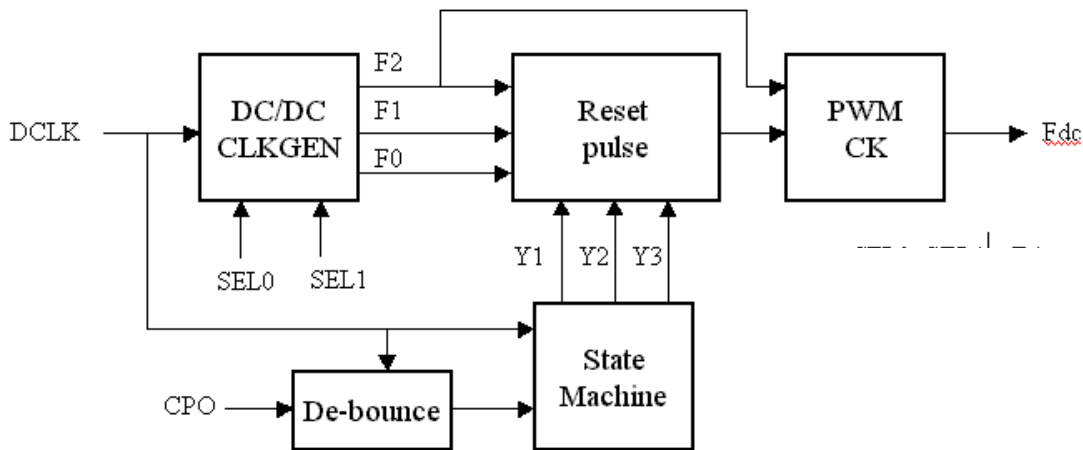 F2
DC/DC
CLKGEN
F1
F0
DCLK
Reset
pulse
PWM
CK
Fdc
SEL0
SEL1
Y1
Y2
Y3
State
Machine
CPO
De-bounce